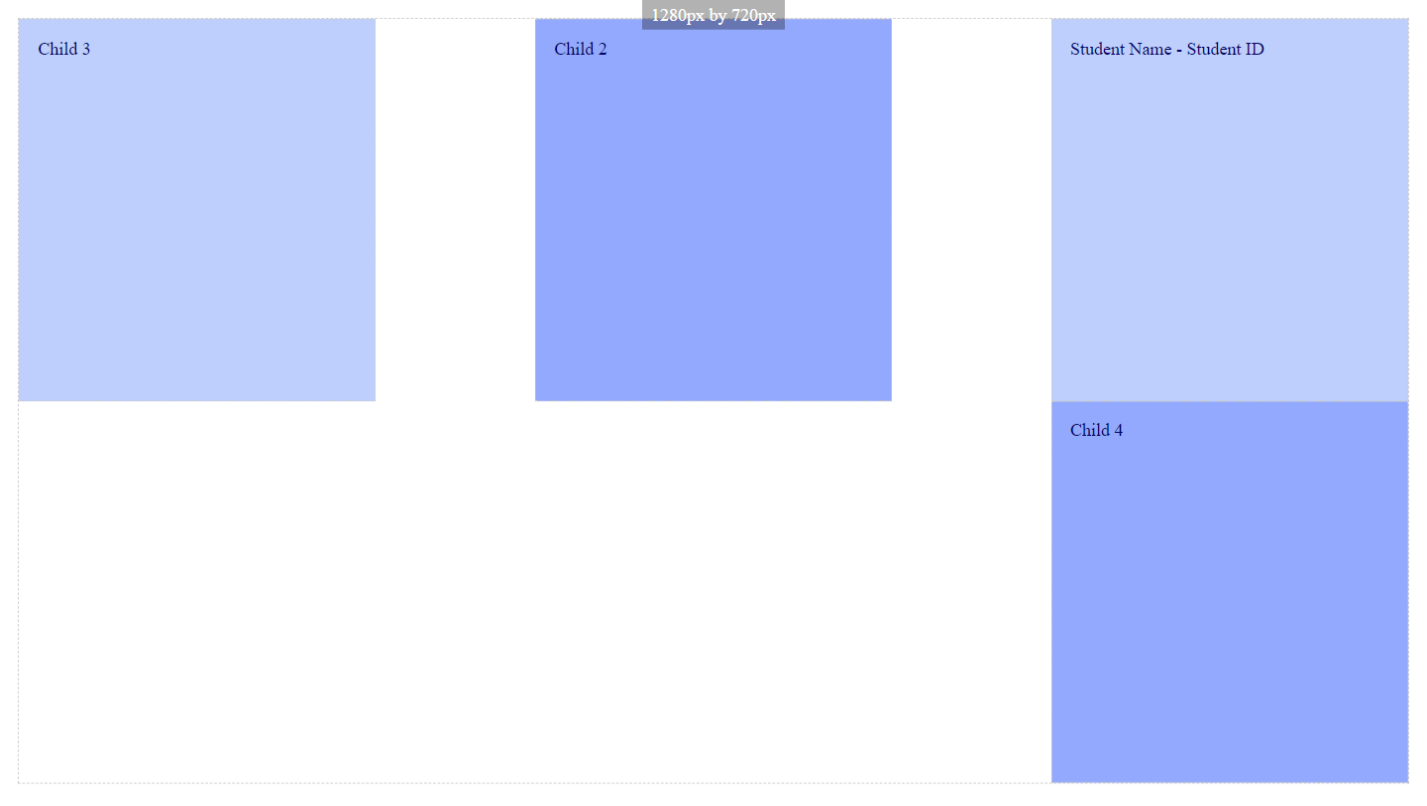 1280px by 720px
Child 3
Child 2
Student Name - Student ID
Child 4